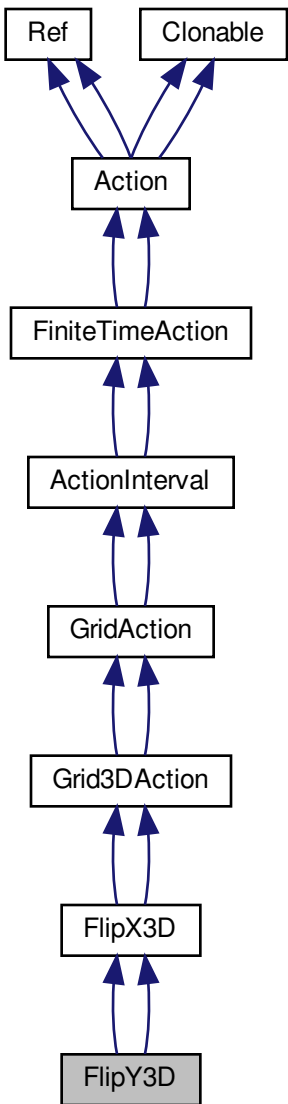 Ref
Clonable
Action
FiniteTimeAction
ActionInterval
GridAction
Grid3DAction
FlipX3D
FlipY3D